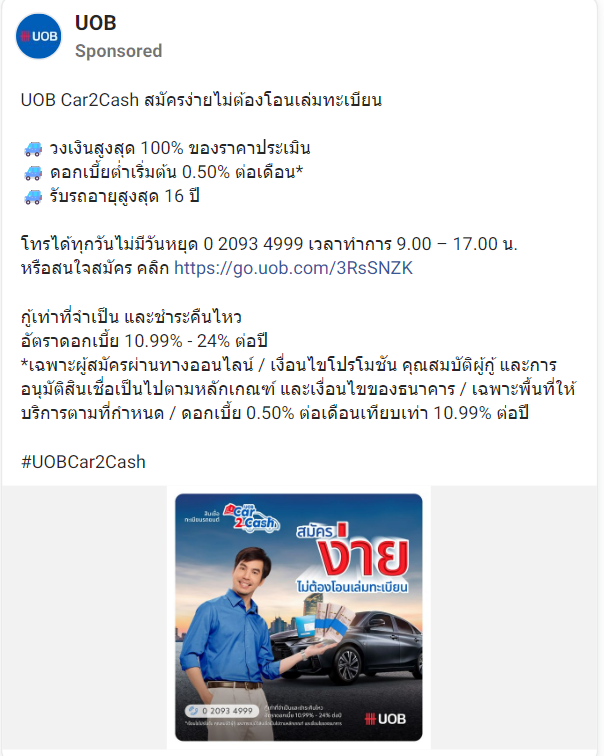 UOB
UOB
Sponsored
UOB Car2Cash สมัครง่ายไม่ต้องโอนเล่มทะเบียน
🚙 วงเงินสูงสุด 100% ของราคาประเมิน
🚙 ดอกเบี้ยต่ำเริ่มต้น 0.50% ต่อเดือน*
🚙 รับรถอายุสูงสุด 16 ปี
โทรได้ทุกวันไม่มีวันหยุด 0 2093 4999 เวลาทำการ 9.00 – 17.00 น.
หรือสนใจสมัคร คลิก https://go.uob.com/3RsSNZK
กู้เท่าที่จำเป็น และชำระคืนไหว
อัตราดอกเบี้ย 10.99% - 24% ต่อปี
*เฉพาะผู้สมัครผ่านทางออนไลน์ / เงื่อนไขโปรโมชัน คุณสมบัติผู้กู้ และการ
อนุมัติสินเชื่อเป็นไปตามหลักเกณฑ์ และเงื่อนไขของธนาคาร / เฉพาะพื้นที่ให้
บริการตามที่กำหนด / ดอกเบี้ย 0.50% ต่อเดือนเทียบเท่า 10.99% ต่อปี
#UOBCar2Cash
สินเชื่อ
ทะเบียนรถยนต์
UOB
Car
2Cash
สมัคร
ง่าย
ไม่ต้องโอนเล่มทะเบียน
0 2093 4999
กู้เท่าที่จำเป็นและชำระคืนไหว
อัตราดอกเบี้ย 10.99% - 24% ต่อปี
UOB